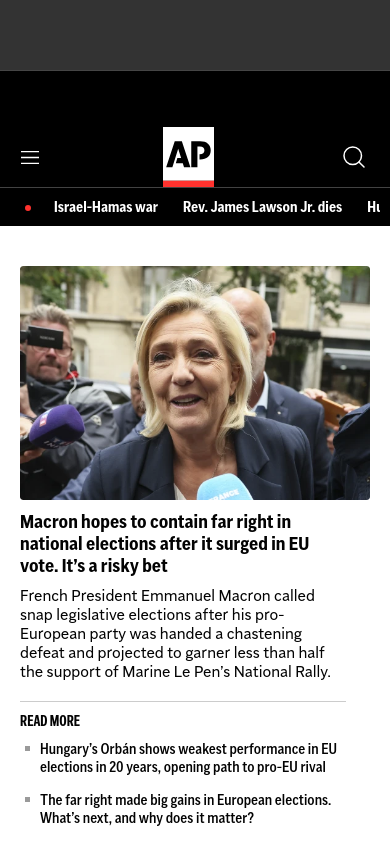 AP
Israel-Hamas war
Rev. James Lawson Jr. dies
FRANCE
Macron hopes to contain far right in
national elections after it surged in EU
vote. It’s a risky bet
French President Emmanuel Macron called
snap legislative elections after his pro-
European party was handed a chastening
defeat and projected to garner less than half
the support of Marine Le Pen’s National Rally.
READ MORE
Hungary’s Orbán shows weakest performance in EU
elections in 20 years, opening path to pro-EU rival
The far right made big gains in European elections.
What’s next, and why does it matter?